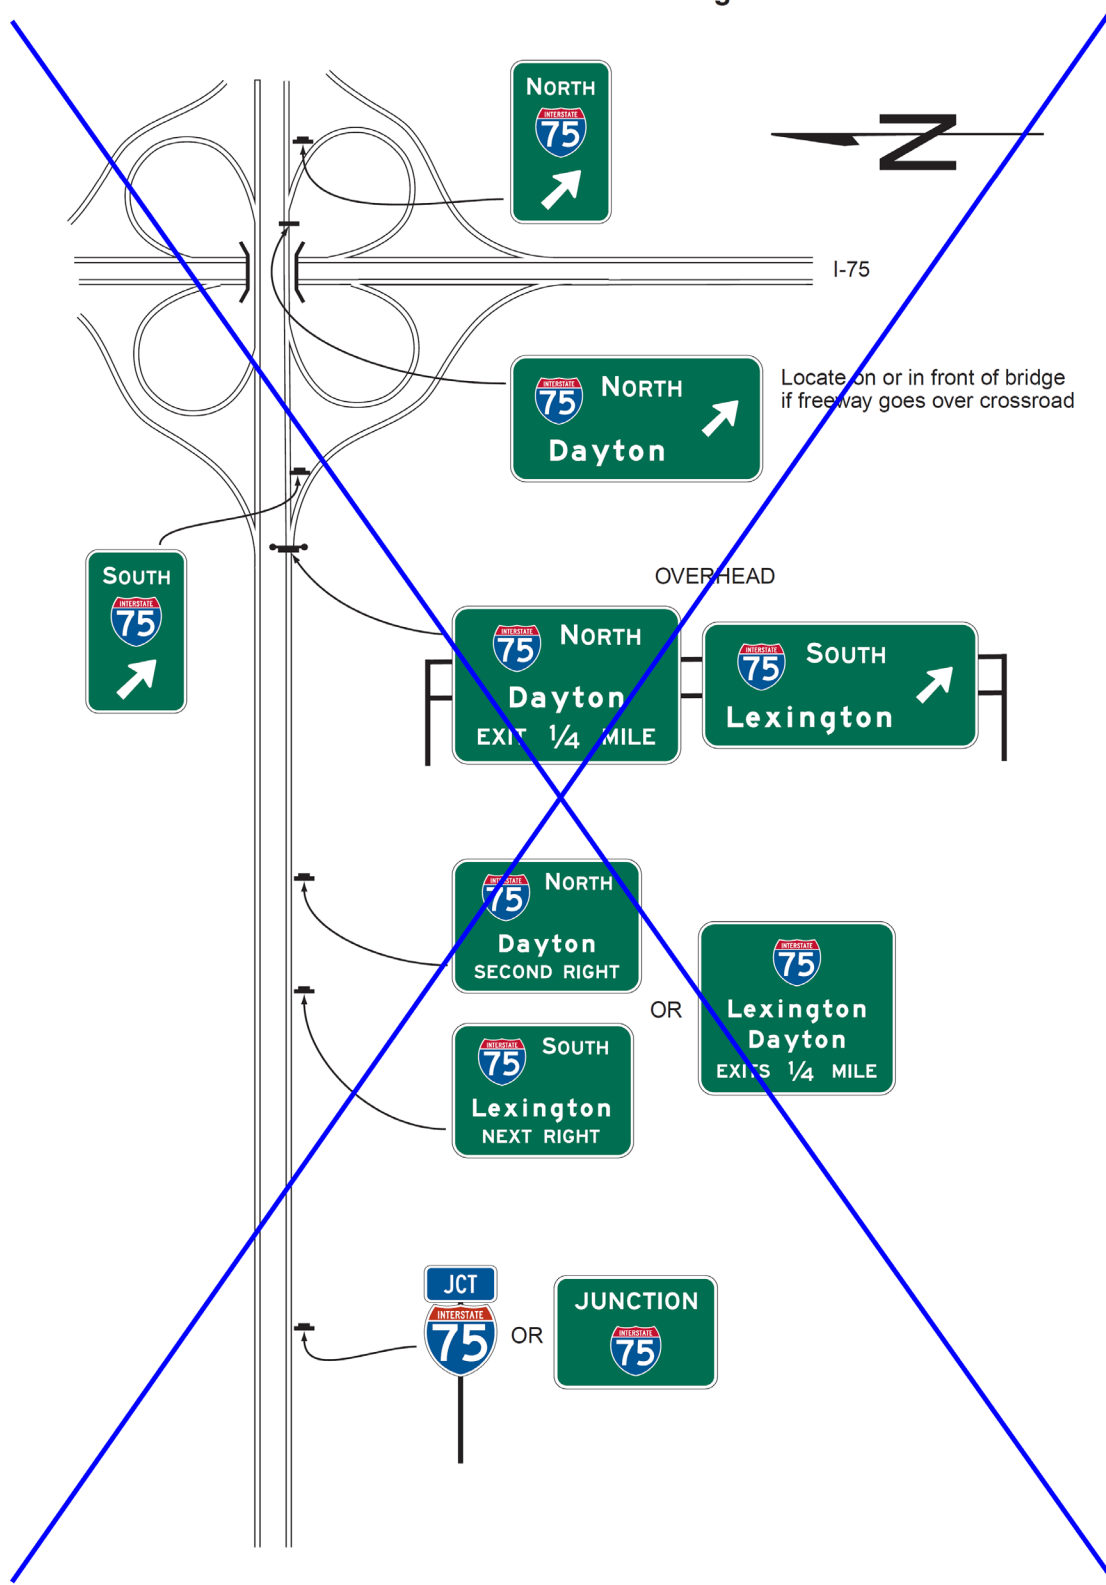 NORTH
INTERSTATE
75
N
I-75
INTERSTATE
75
NORTH
Dayton
Locate on or in front of bridge
if freeway goes over crossroad
SOUTH
INTERSTATE
75
OVERHEAD
INTERSTATE
75
NORTH
Dayton
EXIT 1/4 MILE
INTERSTATE
75
SOUTH
Lexington
INTERSTATE
75
NORTH
Dayton
SECOND RIGHT
OR
INTERSTATE
75
Lexington
Dayton
EXITS 1/4 MILE
INTERSTATE
75
SOUTH
Lexington
NEXT RIGHT
JCT
INTERSTATE
75
OR
JUNCTION
INTERSTATE
75